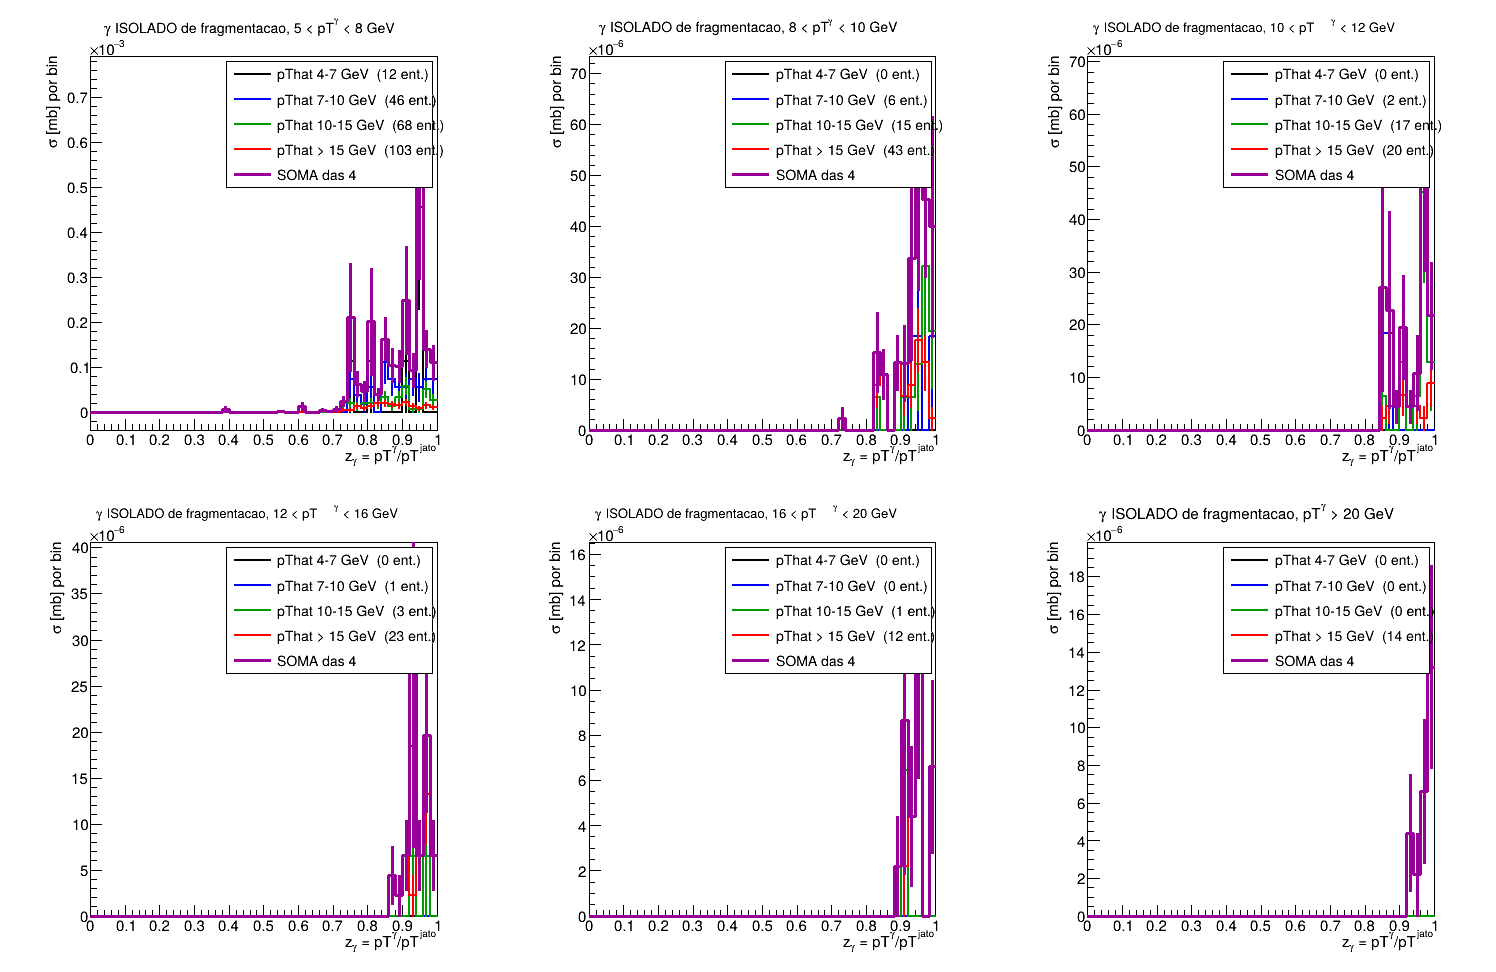 γ ISOLADO de fragmentacao, 5 < pT^γ < 8 GeV
×10^−3
σ [mb] por bin
pThat 4-7 GeV (12 ent.)
pThat 7-10 GeV (46 ent.)
pThat 10-15 GeV (68 ent.)
pThat > 15 GeV (103 ent.)
SOMA das 4
0.7
0.6
0.5
0.4
0.3
0.2
0.1
0
0 0.1 0.2 0.3 0.4 0.5 0.6 0.7 0.8 0.9 1
z_γ = pT^γ/pT^jato
γ ISOLADO de fragmentacao, 8 < pT^γ < 10 GeV
×10^−6
σ [mb] por bin
pThat 4-7 GeV (0 ent.)
pThat 7-10 GeV (6 ent.)
pThat 10-15 GeV (15 ent.)
pThat > 15 GeV (43 ent.)
SOMA das 4
70
60
50
40
30
20
10
0
0 0.1 0.2 0.3 0.4 0.5 0.6 0.7 0.8 0.9 1
z_γ = pT^γ/pT^jato
γ ISOLADO de fragmentacao, 10 < pT^γ < 12 GeV
×10^−6
σ [mb] por bin
pThat 4-7 GeV (0 ent.)
pThat 7-10 GeV (2 ent.)
pThat 10-15 GeV (17 ent.)
pThat > 15 GeV (20 ent.)
SOMA das 4
70
60
50
40
30
20
10
0
0 0.1 0.2 0.3 0.4 0.5 0.6 0.7 0.8 0.9 1
z_γ = pT^γ/pT^jato
γ ISOLADO de fragmentacao, 12 < pT^γ < 16 GeV
×10^−6
σ [mb] por bin
pThat 4-7 GeV (0 ent.)
pThat 7-10 GeV (1 ent.)
pThat 10-15 GeV (3 ent.)
pThat > 15 GeV (23 ent.)
SOMA das 4
40
35
30
25
20
15
10
5
0
0 0.1 0.2 0.3 0.4 0.5 0.6 0.7 0.8 0.9 1
z_γ = pT^γ/pT^jato
γ ISOLADO de fragmentacao, 16 < pT^γ < 20 GeV
×10^−6
σ [mb] por bin
pThat 4-7 GeV (0 ent.)
pThat 7-10 GeV (0 ent.)
pThat 10-15 GeV (1 ent.)
pThat > 15 GeV (12 ent.)
SOMA das 4
16
14
12
10
8
6
4
2
0
0 0.1 0.2 0.3 0.4 0.5 0.6 0.7 0.8 0.9 1
z_γ = pT^γ/pT^jato
γ ISOLADO de fragmentacao, pT^γ > 20 GeV
×10^−6
σ [mb] por bin
pThat 4-7 GeV (0 ent.)
pThat 7-10 GeV (0 ent.)
pThat 10-15 GeV (0 ent.)
pThat > 15 GeV (14 ent.)
SOMA das 4
18
16
14
12
10
8
6
4
2
0
0 0.1 0.2 0.3 0.4 0.5 0.6 0.7 0.8 0.9 1
z_γ = pT^γ/pT^jato